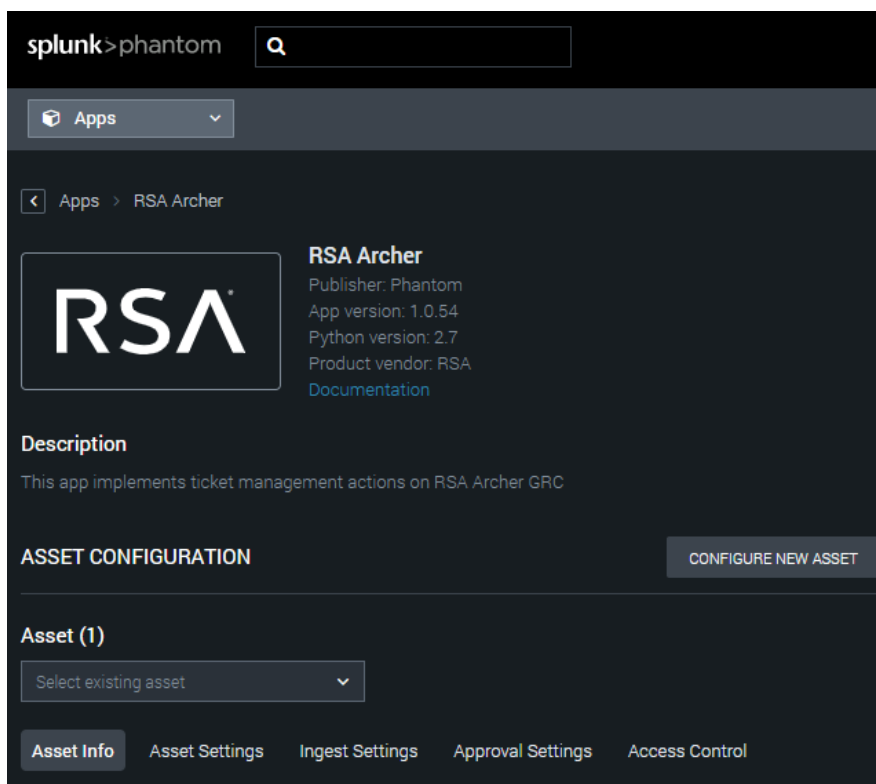 splunk>phantom
Apps
Apps > RSA Archer
RSA
RSA Archer
Publisher: Phantom
App version: 1.0.54
Python version: 2.7
Product vendor: RSA
Documentation
Description
This app implements ticket management actions on RSA Archer GRC
ASSET CONFIGURATION
CONFIGURE NEW ASSET
Asset (1)
Select existing asset
Asset Info Asset Settings Ingest Settings Approval Settings Access Control